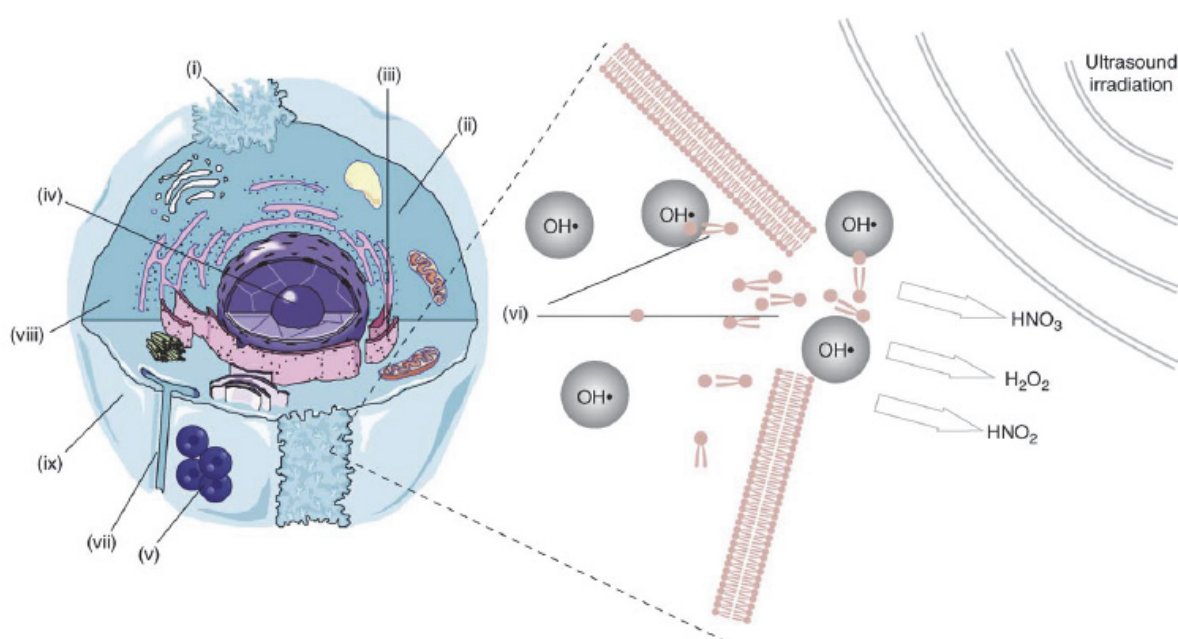 (i)
(iii)
(ii)
(iv)
(viii)
(ix)
(vii)
(v)
(vi)
OH•
OH•
OH•
OH•
OH•
Ultrasound
irradiation
HNO₃
H₂O₂
HNO₂